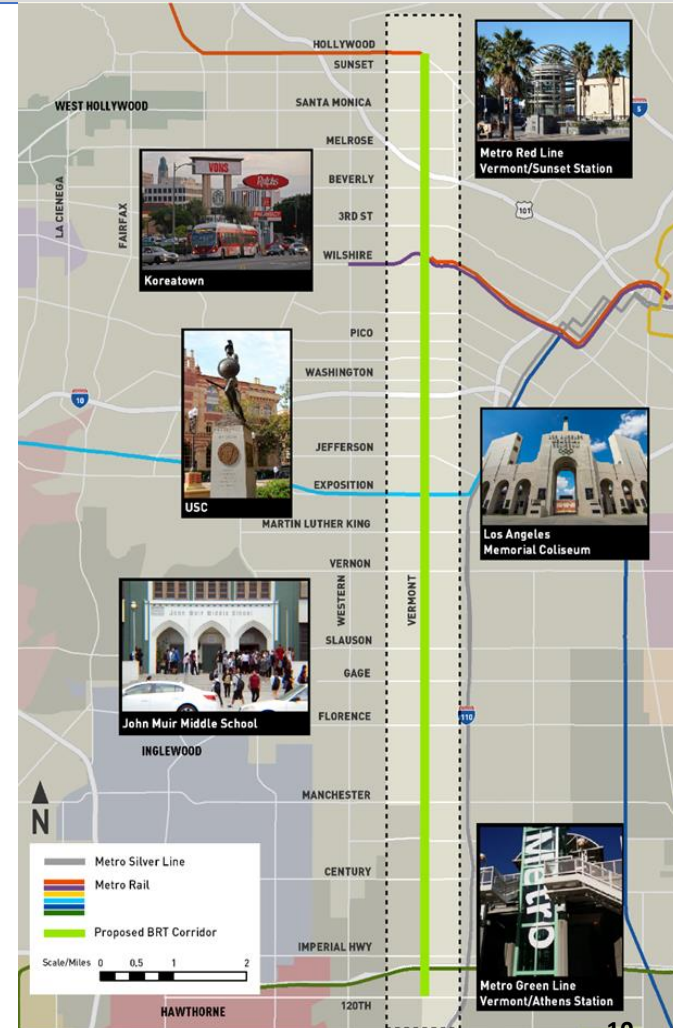 HOLLYWOOD
SUNSET
WEST HOLLYWOOD
SANTA MONICA
5
MELROSE
Metro Red Line
Vermont/Sunset Station
VONS
Ralphs
BEVERLY
LA CIENEGA
FAIRFAX
3RD ST
101
WILSHIRE
Koreatown
PICO
WASHINGTON
10
JEFFERSON
EXPOSITION
USC
MARTIN LUTHER KING
Los Angeles
Memorial Coliseum
VERNON
WESTERN
VERMONT
John Muir Middle School
SLAUSON
GAGE
John Muir Middle School
FLORENCE
110
INGLEWOOD
MANCHESTER
N
Metro Silver Line
Metro Rail
Proposed BRT Corridor
Scale/Miles 0 0.5 1 2
CENTURY
Metro
IMPERIAL HWY
Metro Green Line
Vermont/Athens Station
HAWTHORNE
120TH